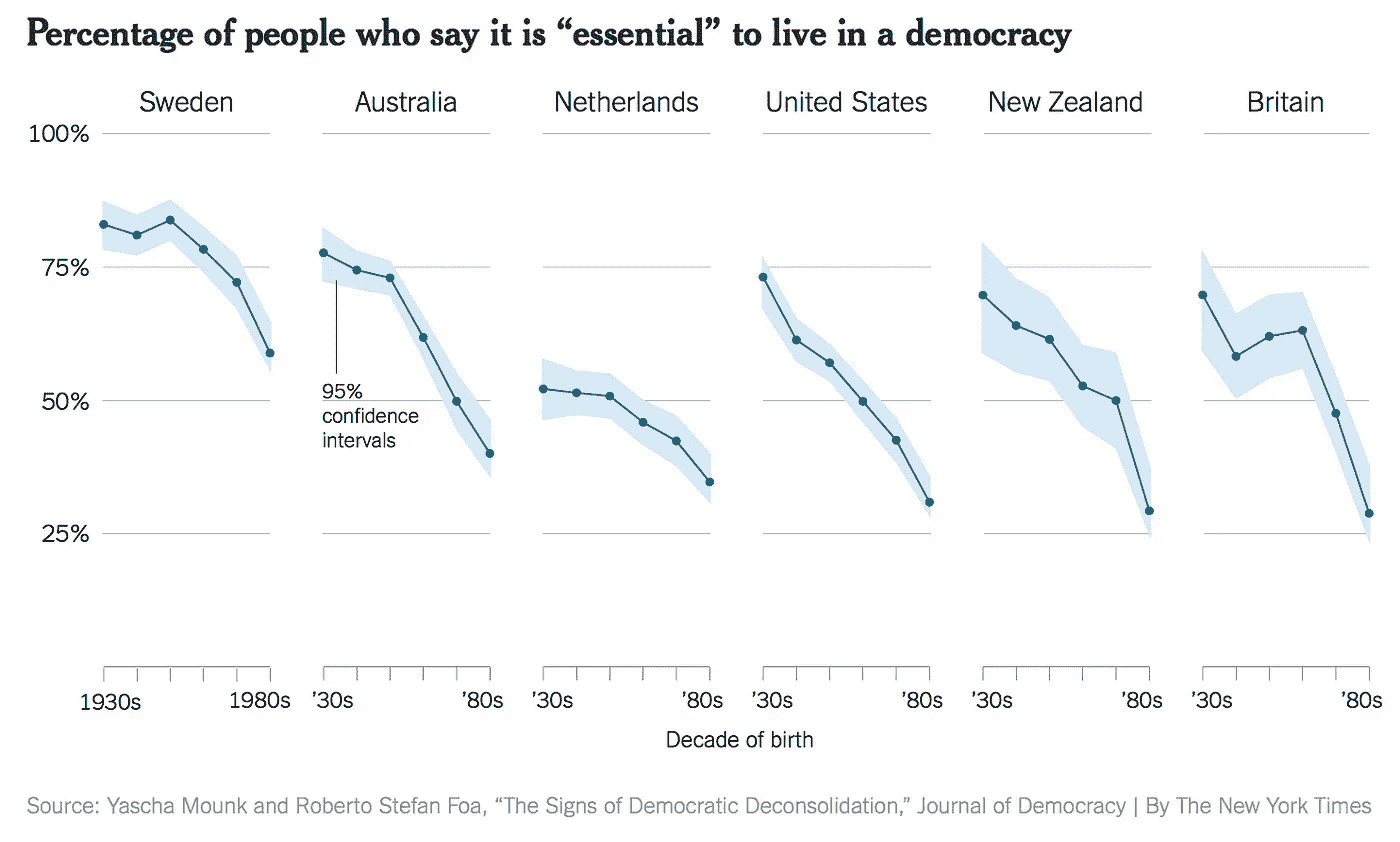 Percentage of people who say it is “essential” to live in a democracy
Sweden Australia Netherlands United States New Zealand Britain
100%
75%
50%
25%
95%
confidence
intervals
1930s 1980s ’30s ’80s ’30s ’80s ’30s ’80s ’30s ’80s ’30s ’80s
Decade of birth
Source: Yascha Mounk and Roberto Stefan Foa, “The Signs of Democratic Deconsolidation,” Journal of Democracy | By The New York Times